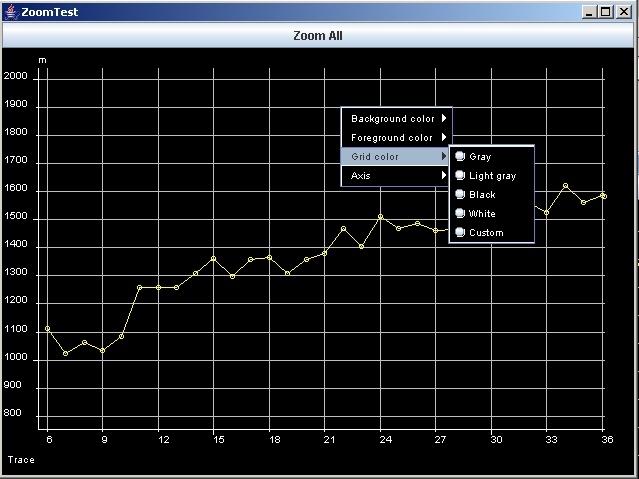 ZoomTest
Zoom All
m
2000
1900
1800
1700
1600
1500
1400
1300
1200
1100
1000
900
800
Background color
Foreground color
Grid color
Axis
Gray
Light gray
Black
White
Custom
6 9 12 15 18 21 24 27 30 33 36
Trace